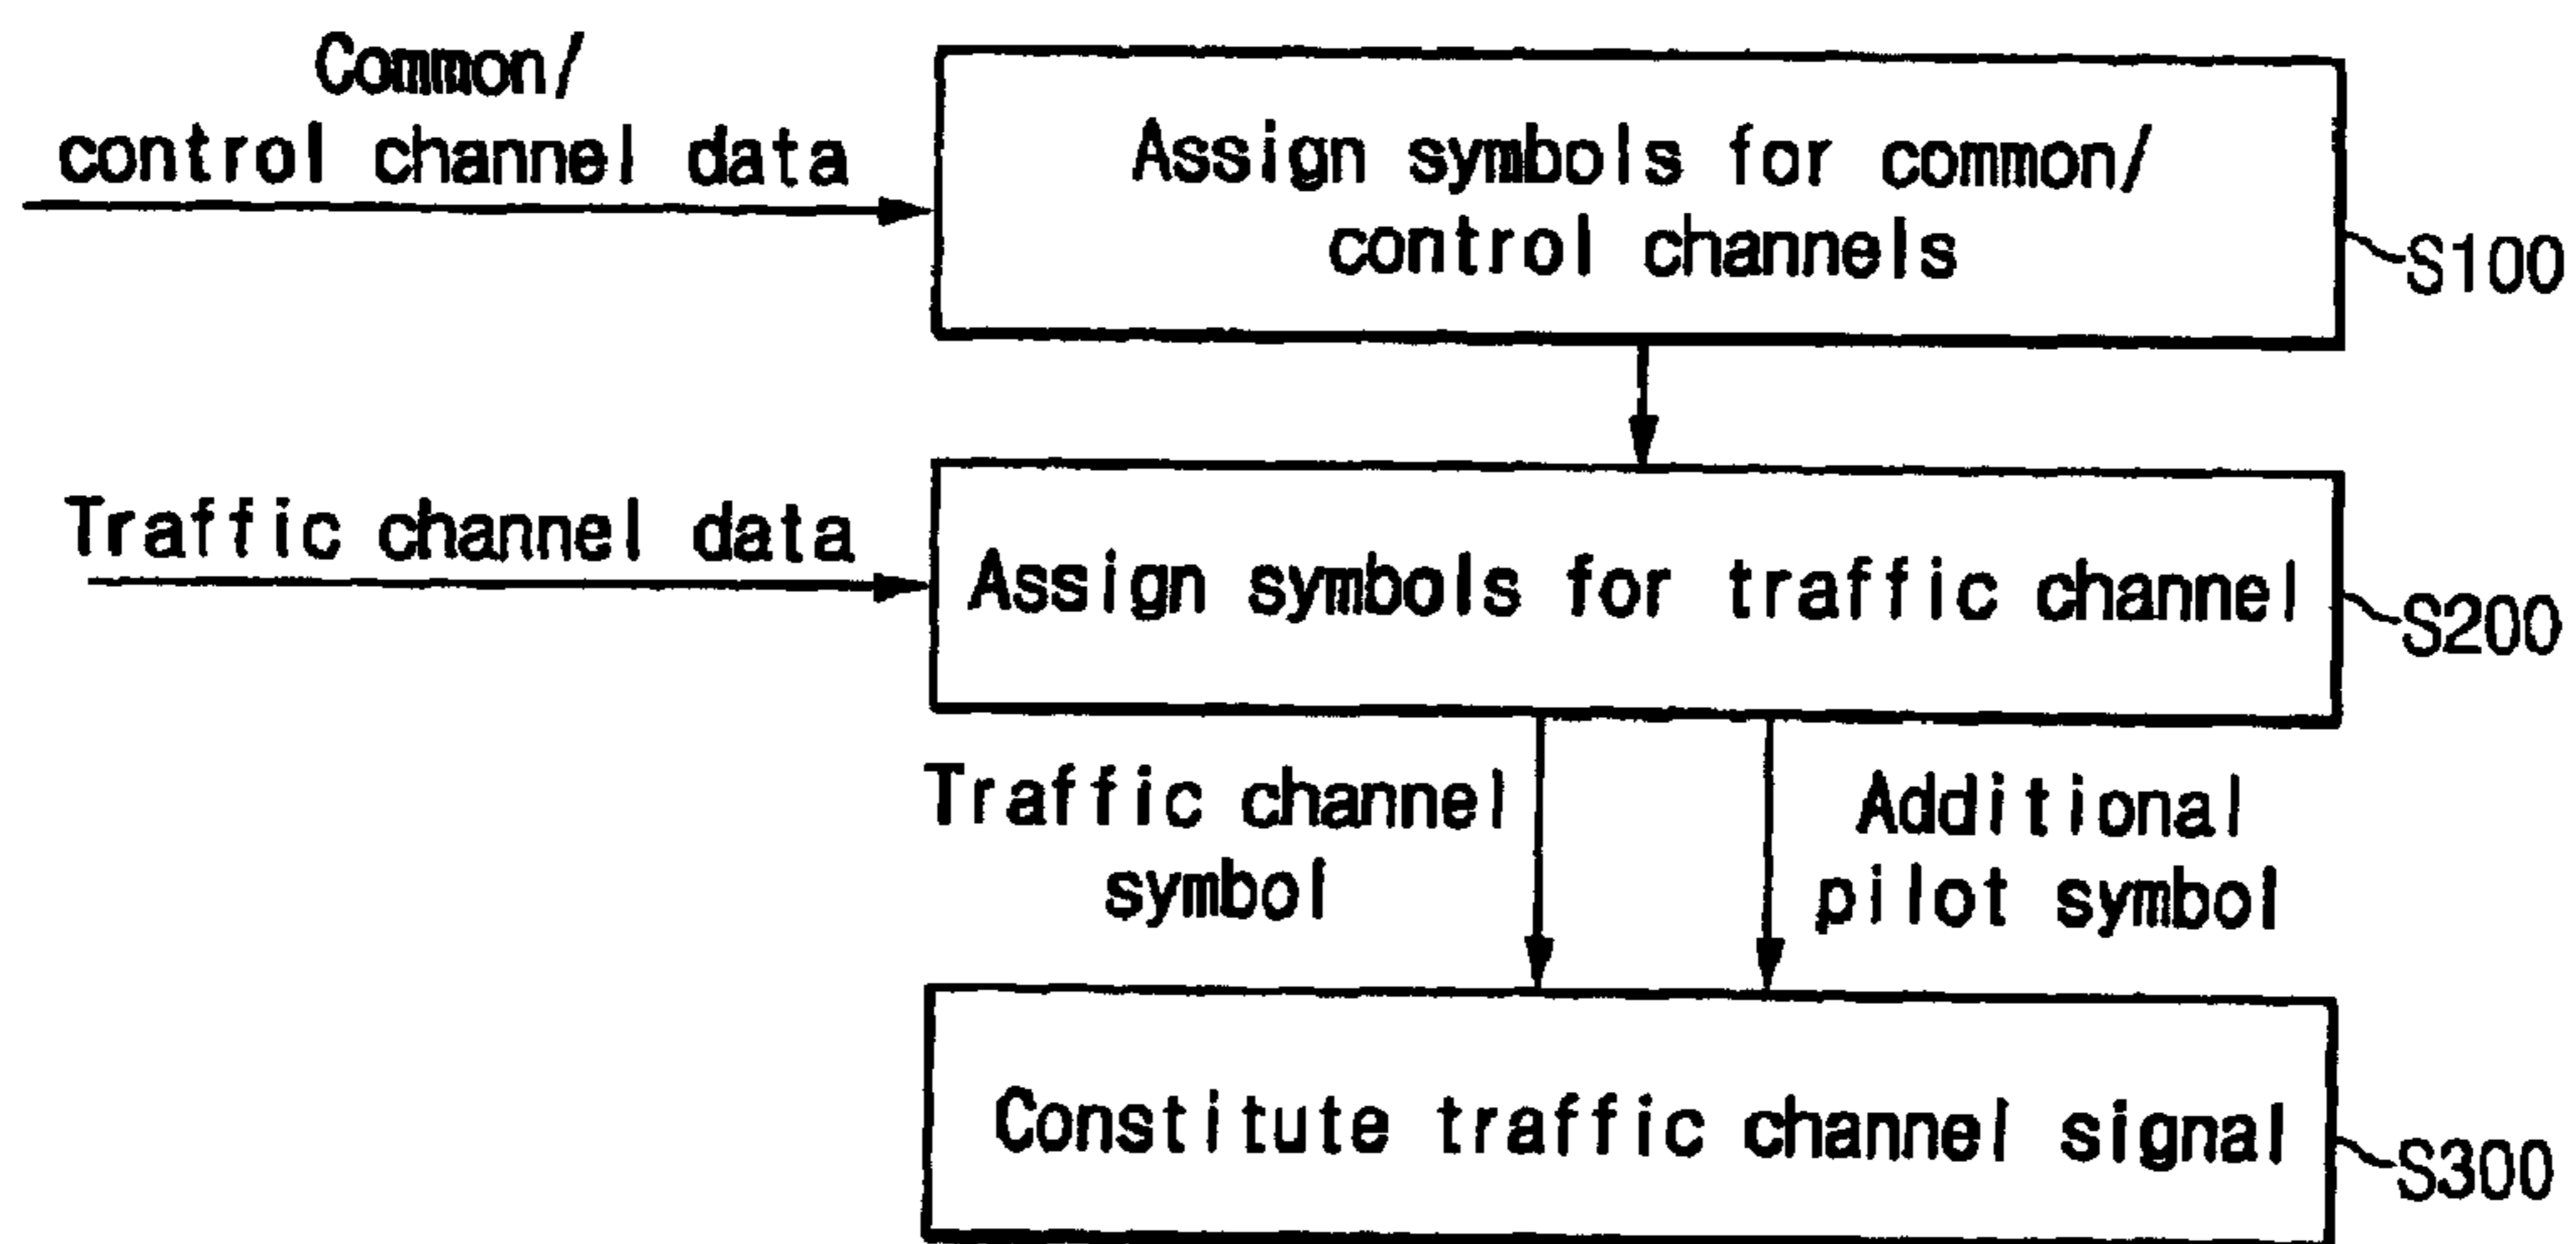 Common/
control channel data
Assign symbols for common/
control channels
S100
Traffic channel data
Assign symbols for traffic channel
S200
Traffic channel
symbol
Additional
pilot symbol
Constitute traffic channel signal
S300